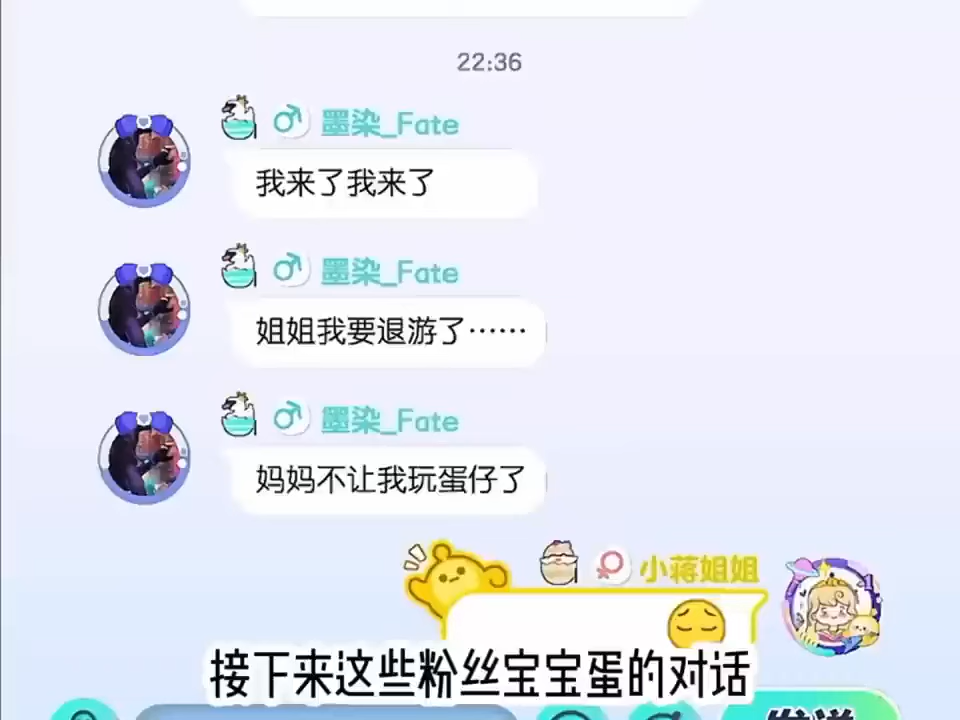 22:36
墨染_Fate
我来了我来了
墨染_Fate
姐姐我要退游了……
墨染_Fate
妈妈不让我玩蛋仔了
小蒋姐姐
接下来这些粉丝宝宝蛋的对话
发送